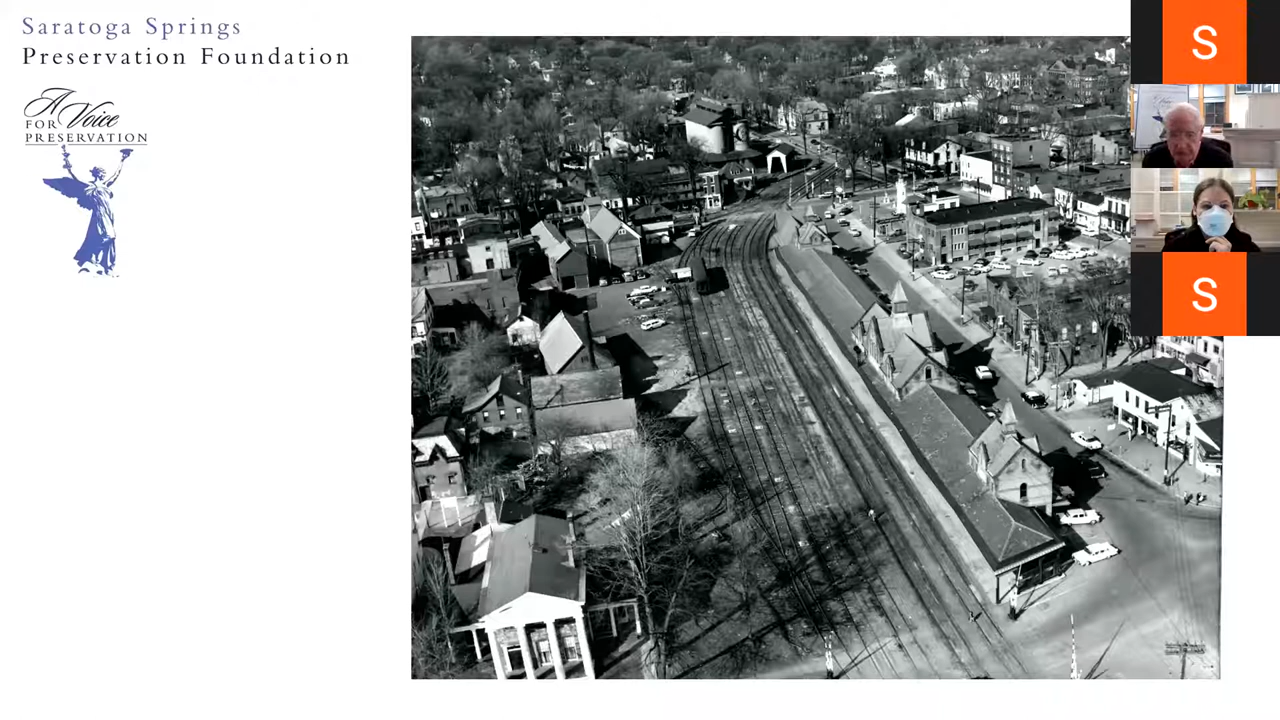 Saratoga Springs
Preservation Foundation
A Voice
FOR
PRESERVATION
S
S